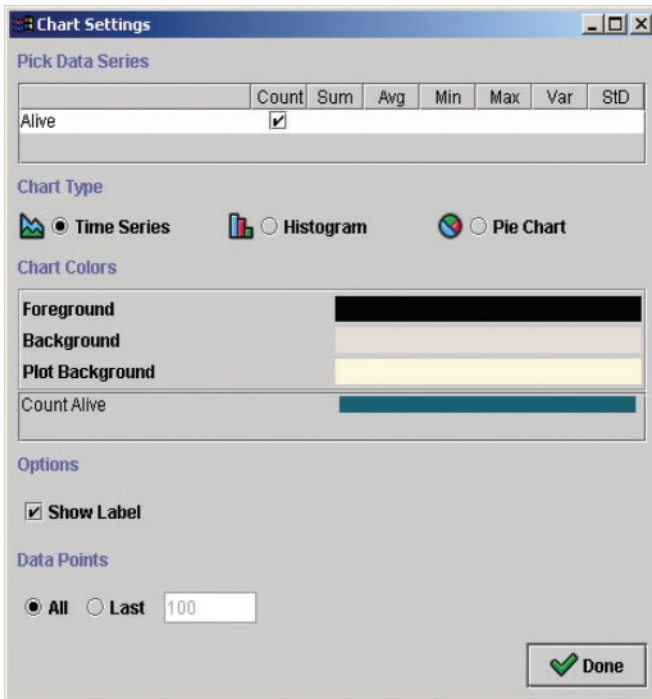 Chart Settings
Pick Data Series
Count Sum Avg Min Max Var StD
Alive
Chart Type
Time Series Histogram Pie Chart
Chart Colors
Foreground
Background
Plot Background
Count Alive
Options
Show Label
Data Points
All Last 100
Done